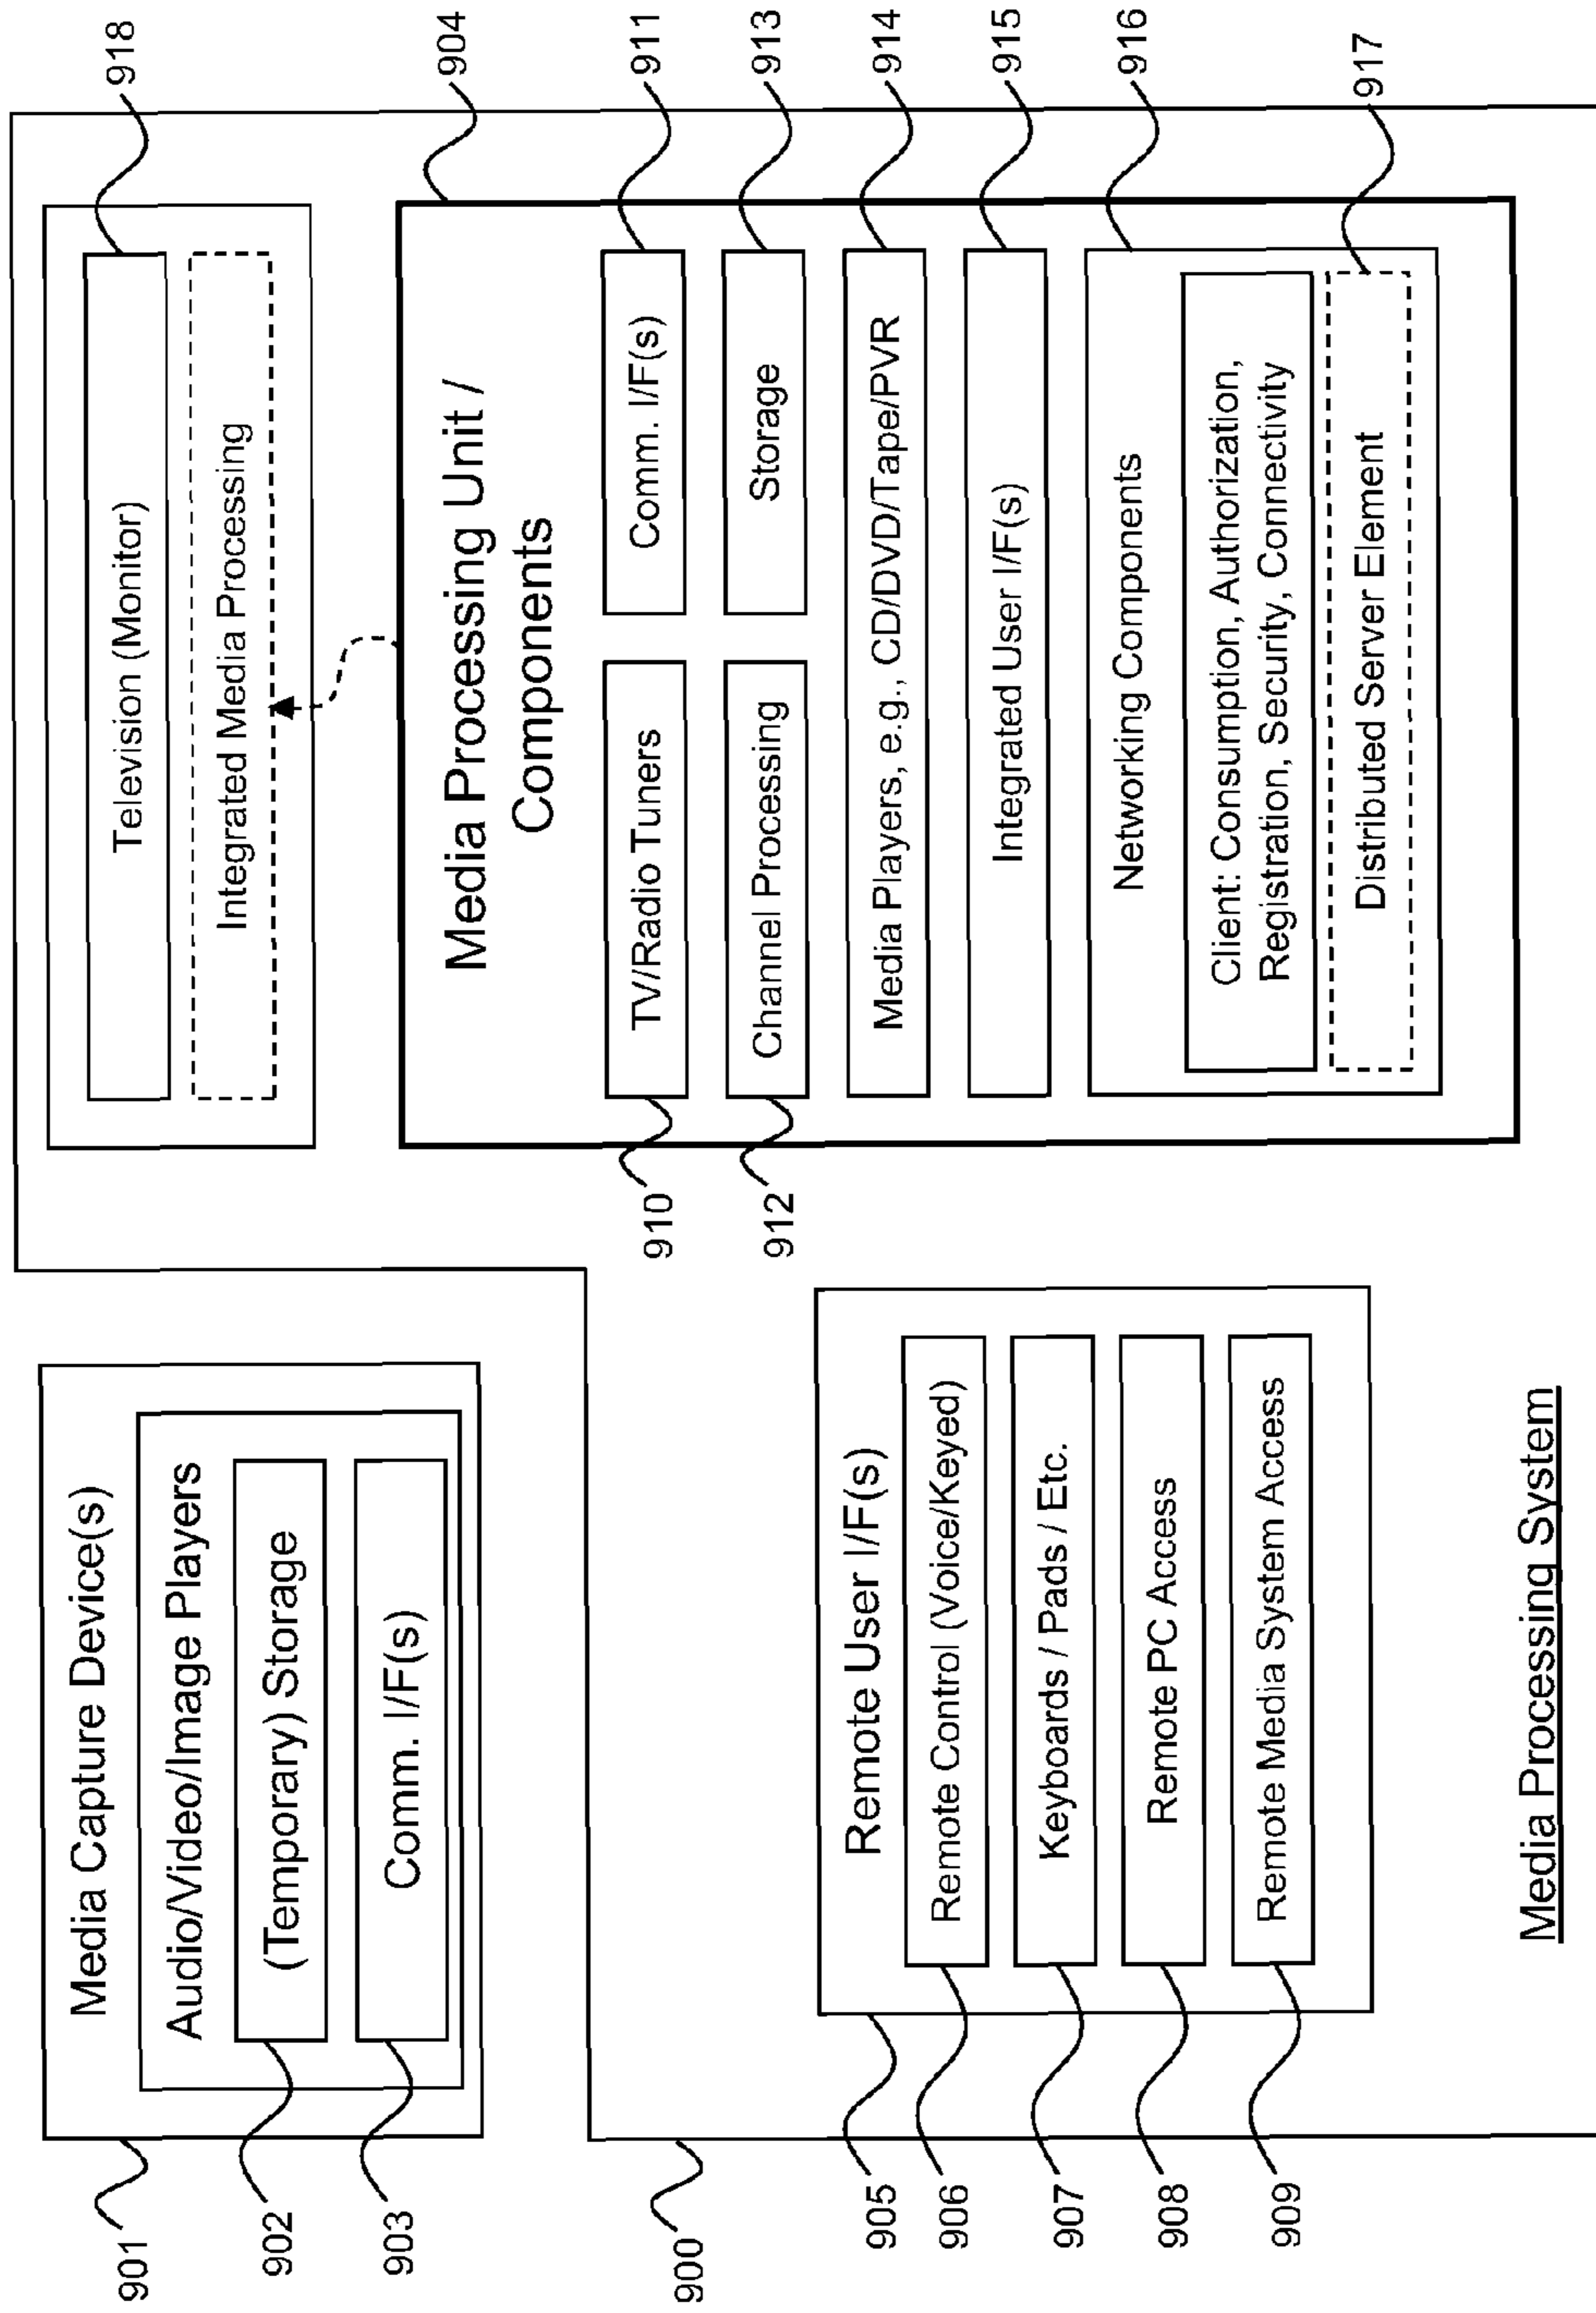 901
Media Capture Device(s)
Audio/Video/Image Players
902
(Temporary) Storage
903
Comm. I/F(s)
918
Television (Monitor)
Integrated Media Processing
904
Media Processing Unit /
Components
910
TV/Radio Tuners
Comm. I/F(s)
911
912
Channel Processing
Storage
913
Media Players, e.g., CD/DVD/Tape/PVR
914
Integrated User I/F(s)
915
Networking Components
916
Client: Consumption, Authorization,
Registration, Security, Connectivity
Distributed Server Element
917
900
905
Remote User I/F(s)
906
Remote Control (Voice/Keyed)
907
Keyboards / Pads / Etc.
908
Remote PC Access
909
Remote Media System Access
Media Processing System